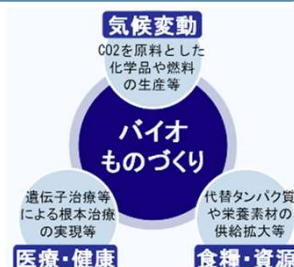 気候変動
CO2を原料とした
化学品や燃料
の生産等
バイオ
ものづくり
遺伝子治療等
による根本治療
の実現等
医療・健康
代替タンパク質
や栄養素材の
供給拡大等
食糧・資源